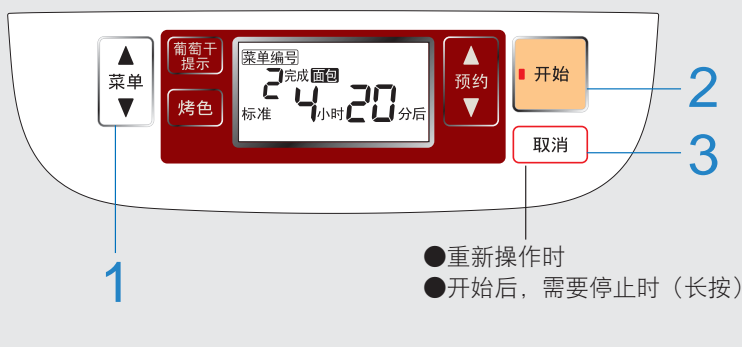 ▲
菜单
▼
葡萄干
提示
烤色
菜单编号
2 完成 面包
标准 4小时20分后
▲
预约
▼
开始
取消
1
2
3
●重新操作时
●开始后，需要停止时（长按）